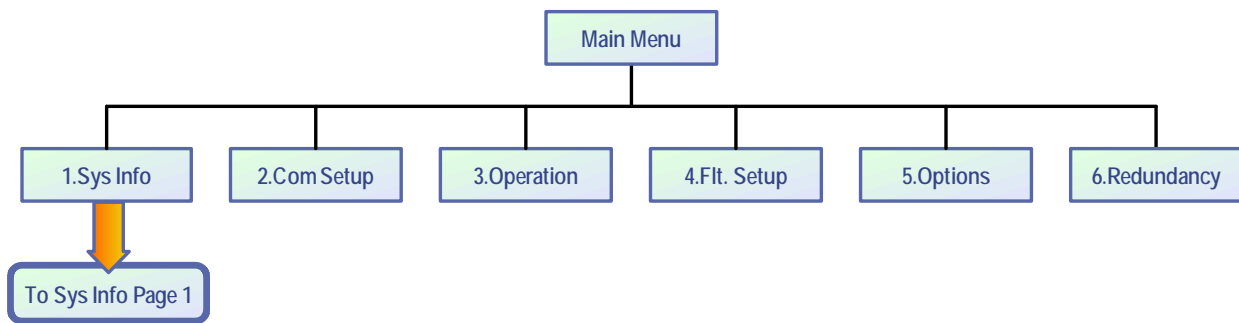 Main Menu
1.Sys Info
2.Com Setup
3.Operation
4.Flt. Setup
5.Options
6.Redundancy
To Sys Info Page 1